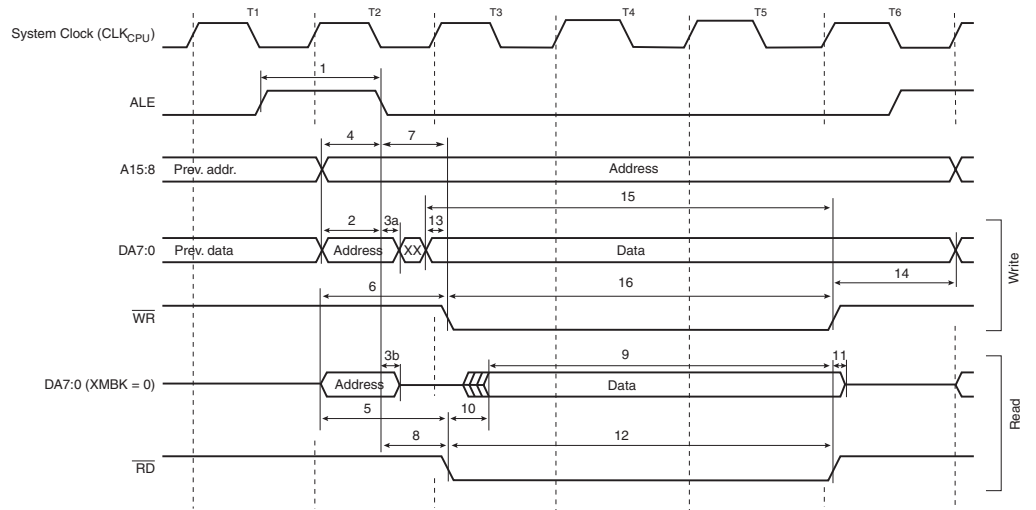 T1 T2 T3 T4 T5 T6
System Clock (CLKCPU)
1
ALE
4 7
A15:8 Prev. addr. Address
15
2 3a 13
DA7:0 Prev. data Address XX Data
14
6 16
WR
Write
3b 9 11
DA7:0 (XMBK = 0) Address Data
5 10
8 12
RD
Read